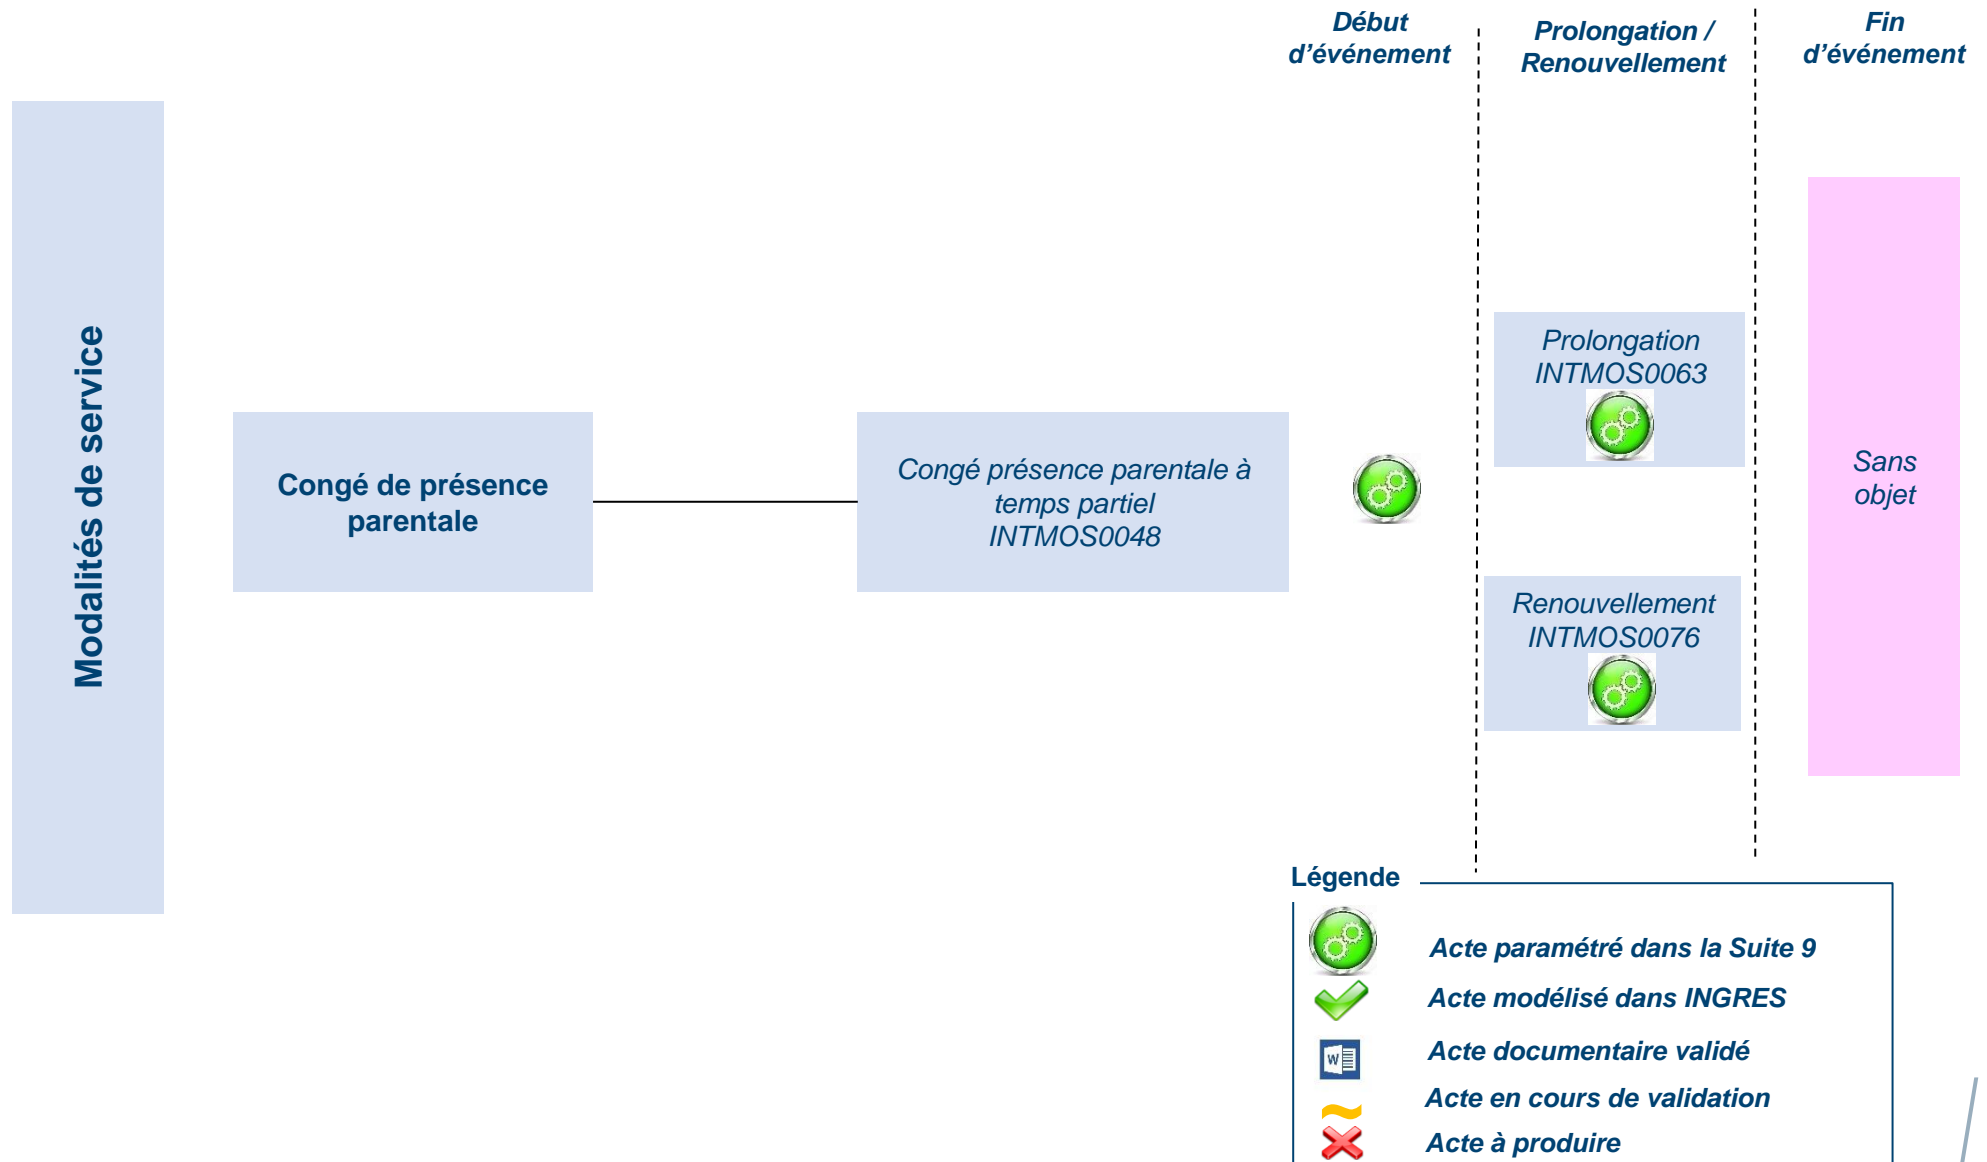 Début
d’événement
Prolongation /
Renouvellement
Fin
d’événement
Modalités de service
Congé de présence
parentale
Congé présence parentale à
temps partiel
INTMOS0048
Prolongation
INTMOS0063
Renouvellement
INTMOS0076
Sans
objet
Légende
Acte paramétré dans la Suite 9
Acte modélisé dans INGRES
W
Acte documentaire validé
Acte en cours de validation
Acte à produire